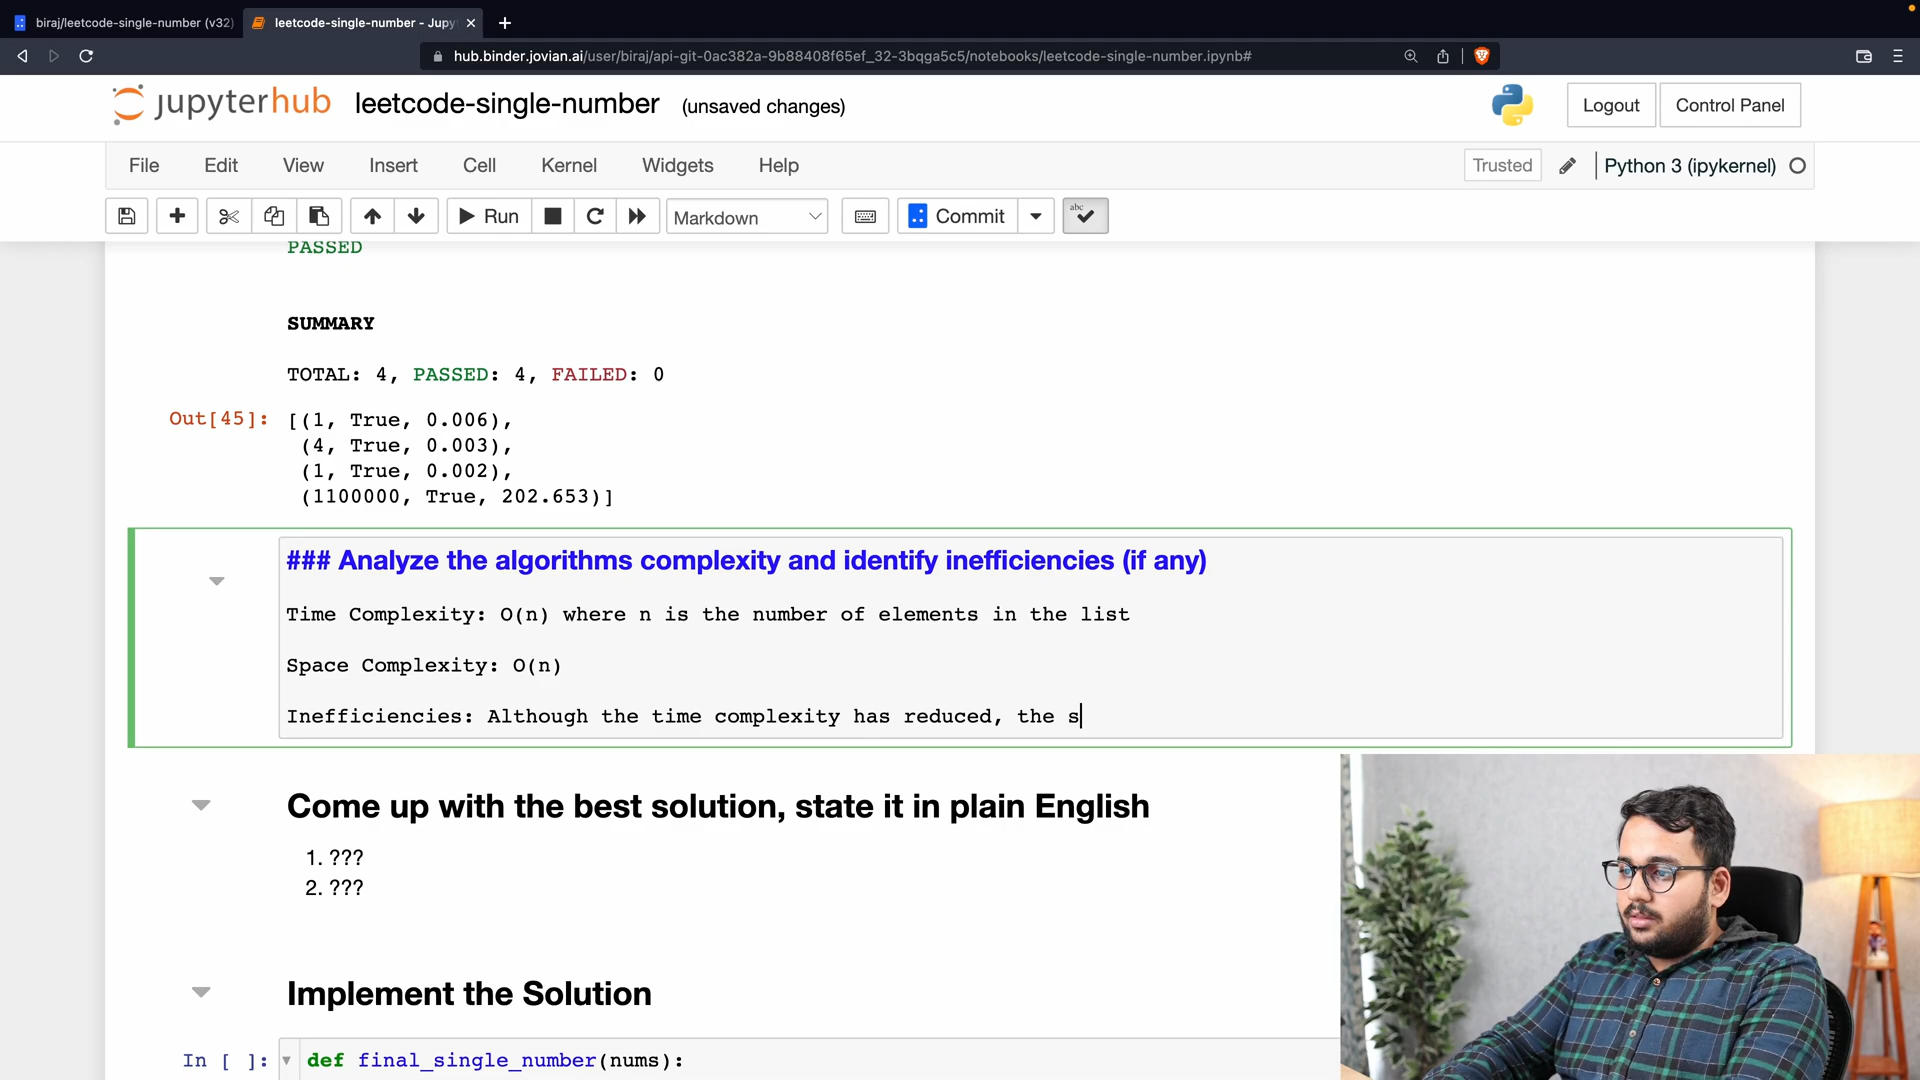 biraj/leetcode-single-number (v32)
leetcode-single-number - Jupy
hub.binder.jovian.ai/user/biraj/api-git-0ac382a-9b88408f65ef_32-3bqga5c5/notebooks/leetcode-single-number.ipynb#
jupyterhub leetcode-single-number (unsaved changes)
Logout Control Panel
File Edit View Insert Cell Kernel Widgets Help
Trusted Python 3 (ipykernel)
Run Markdown Commit abc
PASSED
SUMMARY
TOTAL: 4, PASSED: 4, FAILED: 0
Out[45]: [(1, True, 0.006),
(4, True, 0.003),
(1, True, 0.002),
(1100000, True, 202.653)]
### Analyze the algorithms complexity and identify inefficiencies (if any)
Time Complexity: O(n) where n is the number of elements in the list
Space Complexity: O(n)
Inefficiencies: Although the time complexity has reduced, the s
Come up with the best solution, state it in plain English
1. ???
2. ???
Implement the Solution
In [ ]: def final_single_number(nums):